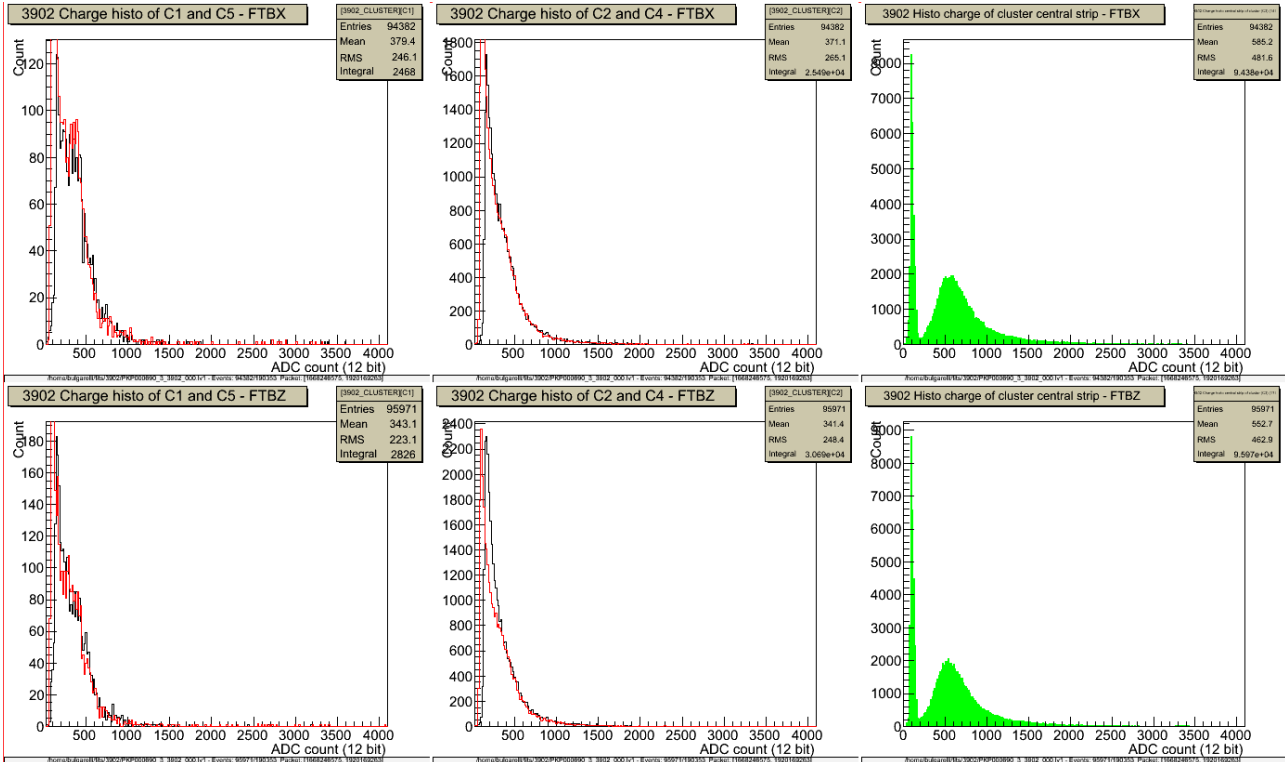 3902 Charge histo of C1 and C5 - FTBX
[3902_CLUSTER][C1]
Entries 94382
Mean 379.4
RMS 246.1
Integral 2468
Count
120
100
80
60
40
20
0
500 1000 1500 2000 2500 3000 3500 4000
ADC count (12 bit)
3902 Charge histo of C2 and C4 - FTBX
[3902_CLUSTER][C2]
Entries 94382
Mean 371.1
RMS 265.1
Integral 2.549e+04
Count
1800
1600
1400
1200
1000
800
600
400
200
0
500 1000 1500 2000 2500 3000 3500 4000
ADC count (12 bit)
3902 Histo charge of cluster central strip - FTBX
Entries 94382
Mean 585.2
RMS 481.6
Integral 9.438e+04
Count
8000
7000
6000
5000
4000
3000
2000
1000
0
0 500 1000 1500 2000 2500 3000 3500 4000
ADC count (12 bit)
3902 Charge histo of C1 and C5 - FTBZ
[3902_CLUSTER][C1]
Entries 95971
Mean 343.1
RMS 223.1
Integral 2826
Count
180
160
140
120
100
80
60
40
20
0
500 1000 1500 2000 2500 3000 3500 4000
ADC count (12 bit)
3902 Charge histo of C2 and C4 - FTBZ
[3902_CLUSTER][C2]
Entries 95971
Mean 341.4
RMS 248.4
Integral 3.069e+04
Count
2400
2200
2000
1800
1600
1400
1200
1000
800
600
400
200
0
500 1000 1500 2000 2500 3000 3500 4000
ADC count (12 bit)
3902 Histo charge of cluster central strip - FTBZ
Entries 95971
Mean 552.7
RMS 462.9
Integral 9.597e+04
Count
9000
8000
7000
6000
5000
4000
3000
2000
1000
0
0 500 1000 1500 2000 2500 3000 3500 4000
ADC count (12 bit)